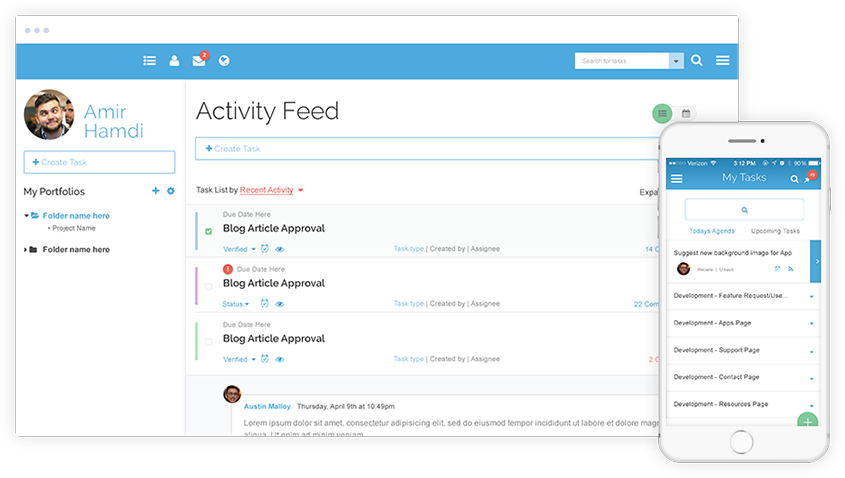 2
Search for tasks..
Amir
Hamdi
Create Task
My Portfolios
Folder name here
• Project Name
Folder name here
Activity Feed
Create Task
Task List by Recent Activity
Expa
Due Date Here
Blog Article Approval
Verified
Task type | Created by | Assignee
14 C
! Due Date Here
Blog Article Approval
Status
Task type | Created by | Assignee
22 Com
Due Date Here
Blog Article Approval
Verified
Task type | Created by | Assignee
2 C
Austin Malloy Thursday, April 9th at 10:49pm
Lorem ipsum dolor sit amet, consectetur adipisicing elit, sed do eiusmod tempor incididunt ut labore et dolore magna
aliqua. Ut enim ad minim veniam
Verizon 3:12 PM 90%
My Tasks
Todays Agenda Upcoming Tasks
Suggest new background image for App
Development - Feature Request/Use...
Development - Apps Page
Development - Support Page
Development - Contact Page
Development - Resources Page